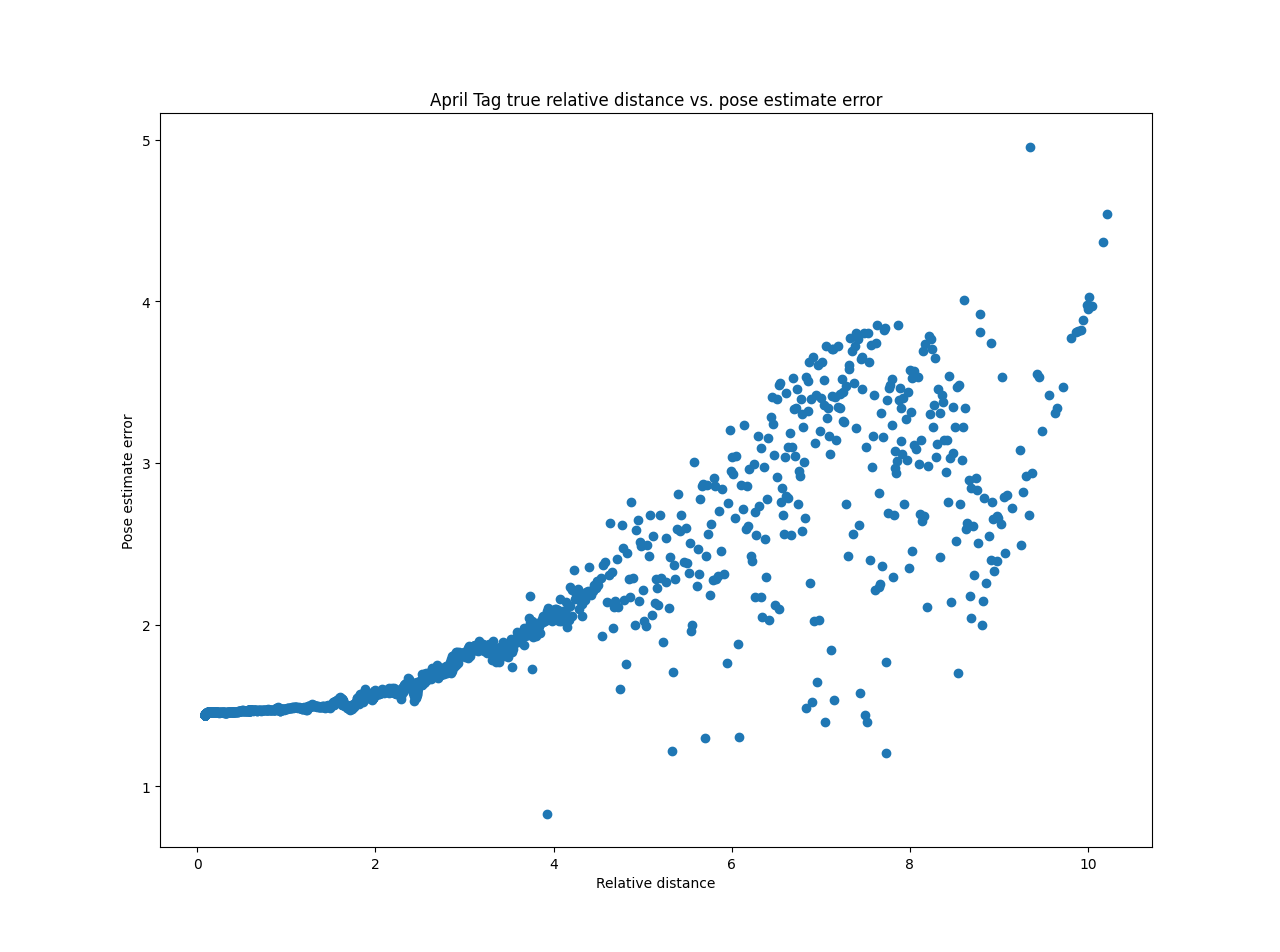 April Tag true relative distance vs. pose estimate error
5
4
3
2
1
Pose estimate error
0 2 4 6 8 10
Relative distance